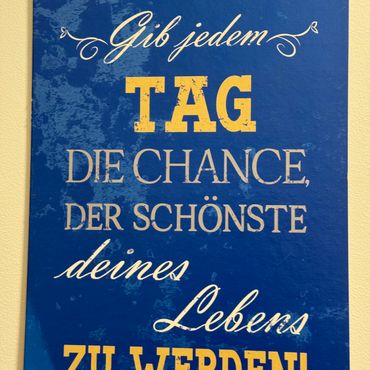 Gib jedem
TAG
DIE CHANCE,
DER SCHÖNSTE
deines
Lebens
ZU WERDEN!